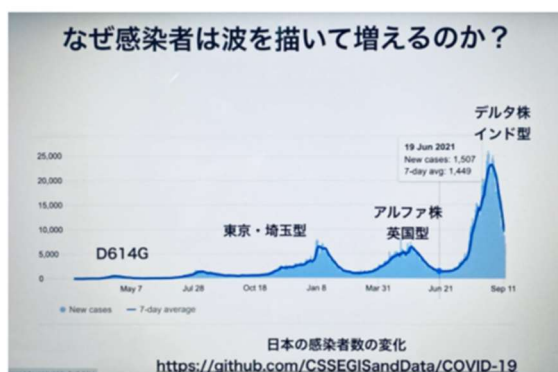 なぜ感染者は波を描いて増えるのか？
デルタ株
インド型
19 Jun 2021
New cases: 1,507
7-day avg: 1,449
25,000
20,000
15,000
10,000
5,000
0
アルファ株
英国型
東京・埼玉型
D614G
May 7
Jul 28
Oct 18
Jan 8
Mar 31
Jun 21
Sep 11
New cases
7-day average
日本の感染者数の変化
https://github.com/CSSEGISandData/COVID-19